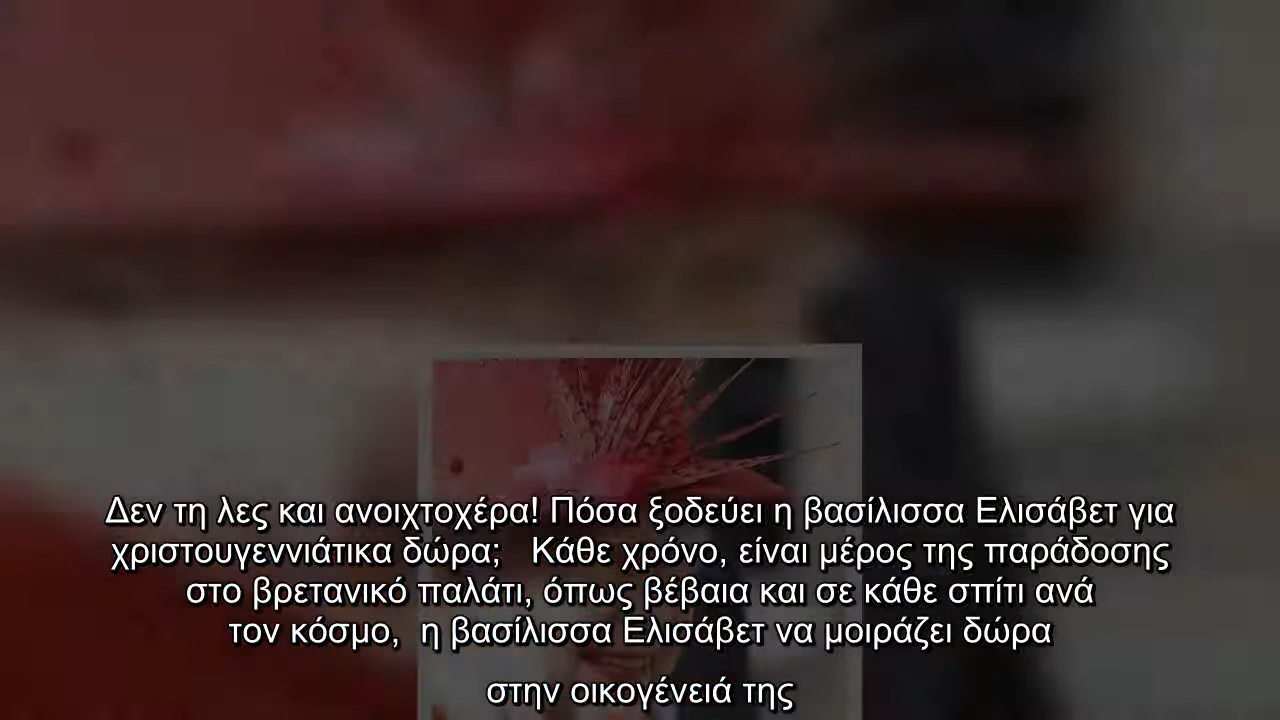 Δεν τη λες και ανοιχτοχέρα! Πόσα ξοδεύει η βασίλισσα Ελισάβετ για
χριστουγεννιάτικα δώρα;   Κάθε χρόνο, είναι μέρος της παράδοσης
στο βρετανικό παλάτι, όπως βέβαια και σε κάθε σπίτι ανά
τον κόσμο,  η βασίλισσα Ελισάβετ να μοιράζει δώρα
στην οικογένειά της